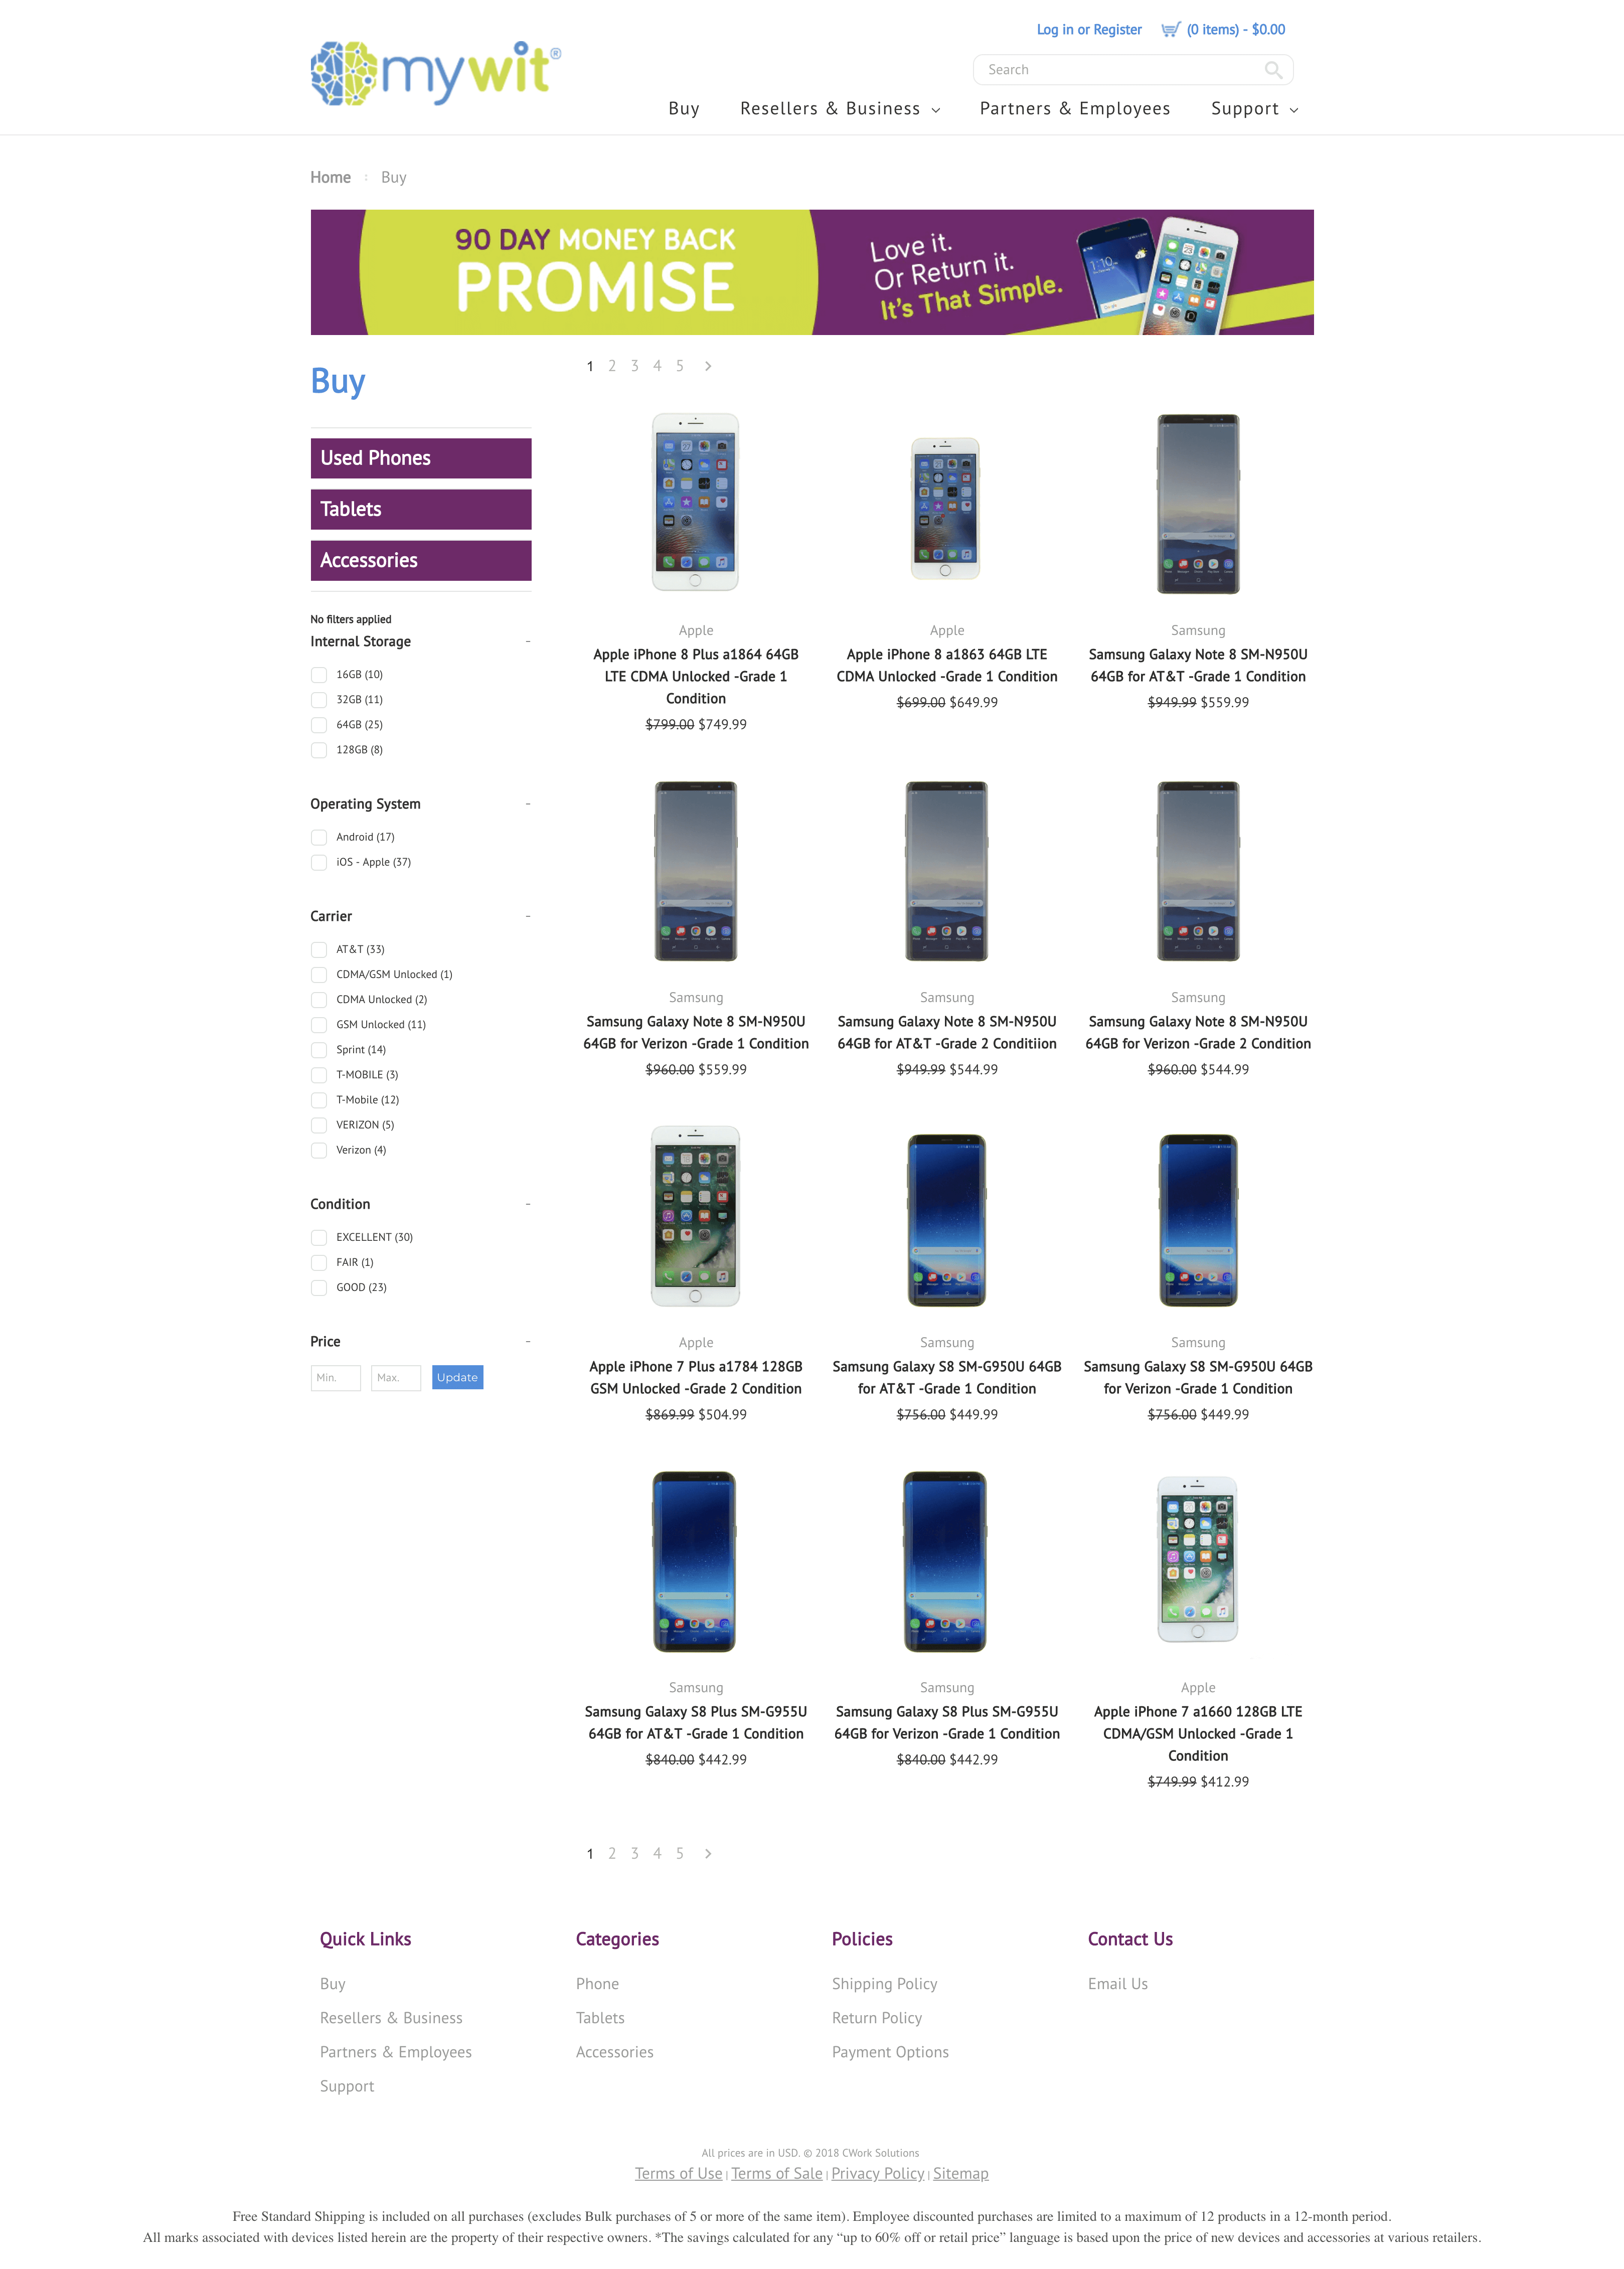 Log in or Register
(0 items) - $0.00
mywit®
Search
Buy
Resellers & Business
Partners & Employees
Support
Home
Buy
90 DAY MONEY BACK
PROMISE
Love it.
Or Return it.
It's That Simple.
1:10
Buy
1 2 3 4 5
Used Phones
Tablets
Accessories
No filters applied
Internal Storage
16GB (10)
32GB (11)
64GB (25)
128GB (8)
Operating System
Android (17)
iOS - Apple (37)
Carrier
AT&T (33)
CDMA/GSM Unlocked (1)
CDMA Unlocked (2)
GSM Unlocked (11)
Sprint (14)
T-MOBILE (3)
T-Mobile (12)
VERIZON (5)
Verizon (4)
Condition
EXCELLENT (30)
FAIR (1)
GOOD (23)
Price
Min.
Max.
Update
Apple
Apple iPhone 8 Plus a1864 64GB
LTE CDMA Unlocked -Grade 1
Condition
$799.00 $749.99
Apple
Apple iPhone 8 a1863 64GB LTE
CDMA Unlocked -Grade 1 Condition
$699.00 $649.99
Samsung
Samsung Galaxy Note 8 SM-N950U
64GB for AT&T -Grade 1 Condition
$949.99 $559.99
Samsung
Samsung Galaxy Note 8 SM-N950U
64GB for Verizon -Grade 1 Condition
$960.00 $559.99
Samsung
Samsung Galaxy Note 8 SM-N950U
64GB for AT&T -Grade 2 Conditiion
$949.99 $544.99
Samsung
Samsung Galaxy Note 8 SM-N950U
64GB for Verizon -Grade 2 Condition
$960.00 $544.99
Apple
Apple iPhone 7 Plus a1784 128GB
GSM Unlocked -Grade 2 Condition
$869.99 $504.99
Samsung
Samsung Galaxy S8 SM-G950U 64GB
for AT&T -Grade 1 Condition
$756.00 $449.99
Samsung
Samsung Galaxy S8 SM-G950U 64GB
for Verizon -Grade 1 Condition
$756.00 $449.99
Samsung
Samsung Galaxy S8 Plus SM-G955U
64GB for AT&T -Grade 1 Condition
$840.00 $442.99
Samsung
Samsung Galaxy S8 Plus SM-G955U
64GB for Verizon -Grade 1 Condition
$840.00 $442.99
Apple
Apple iPhone 7 a1660 128GB LTE
CDMA/GSM Unlocked -Grade 1
Condition
$749.99 $412.99
1 2 3 4 5
Quick Links
Buy
Resellers & Business
Partners & Employees
Support
Categories
Phone
Tablets
Accessories
Policies
Shipping Policy
Return Policy
Payment Options
Contact Us
Email Us
All prices are in USD. © 2018 CWork Solutions
Terms of Use | Terms of Sale | Privacy Policy | Sitemap
Free Standard Shipping is included on all purchases (excludes Bulk purchases of 5 or more of the same item). Employee discounted purchases are limited to a maximum of 12 products in a 12-month period.
All marks associated with devices listed herein are the property of their respective owners. *The savings calculated for any “up to 60% off or retail price” language is based upon the price of new devices and accessories at various retailers.